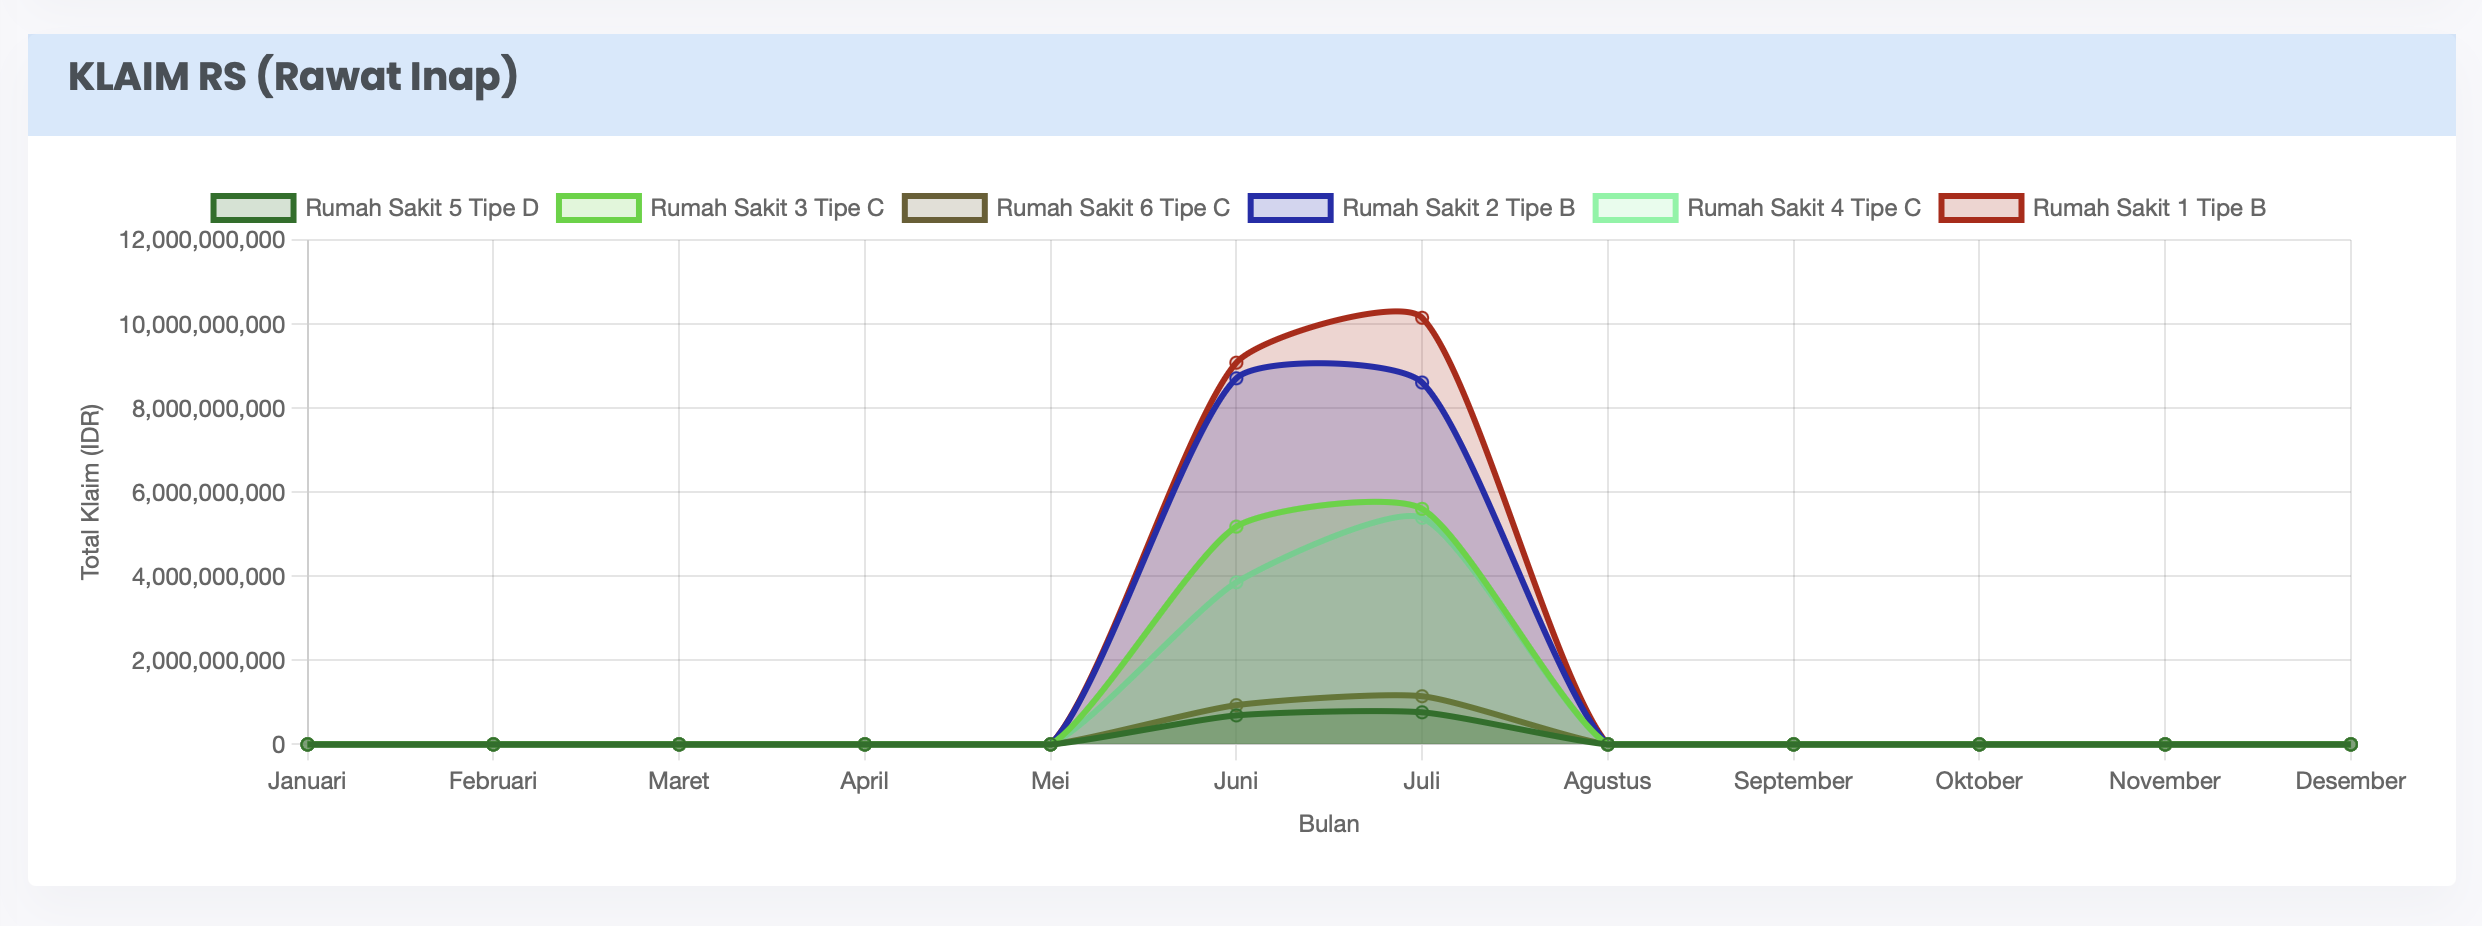 KLAIM RS (Rawat Inap)
Rumah Sakit 5 Tipe D Rumah Sakit 3 Tipe C Rumah Sakit 6 Tipe C Rumah Sakit 2 Tipe B Rumah Sakit 4 Tipe C Rumah Sakit 1 Tipe B
12,000,000,000
10,000,000,000
8,000,000,000
6,000,000,000
4,000,000,000
2,000,000,000
0
Total Klaim (IDR)
Januari Februari Maret April Mei Juni Juli Agustus September Oktober November Desember
Bulan